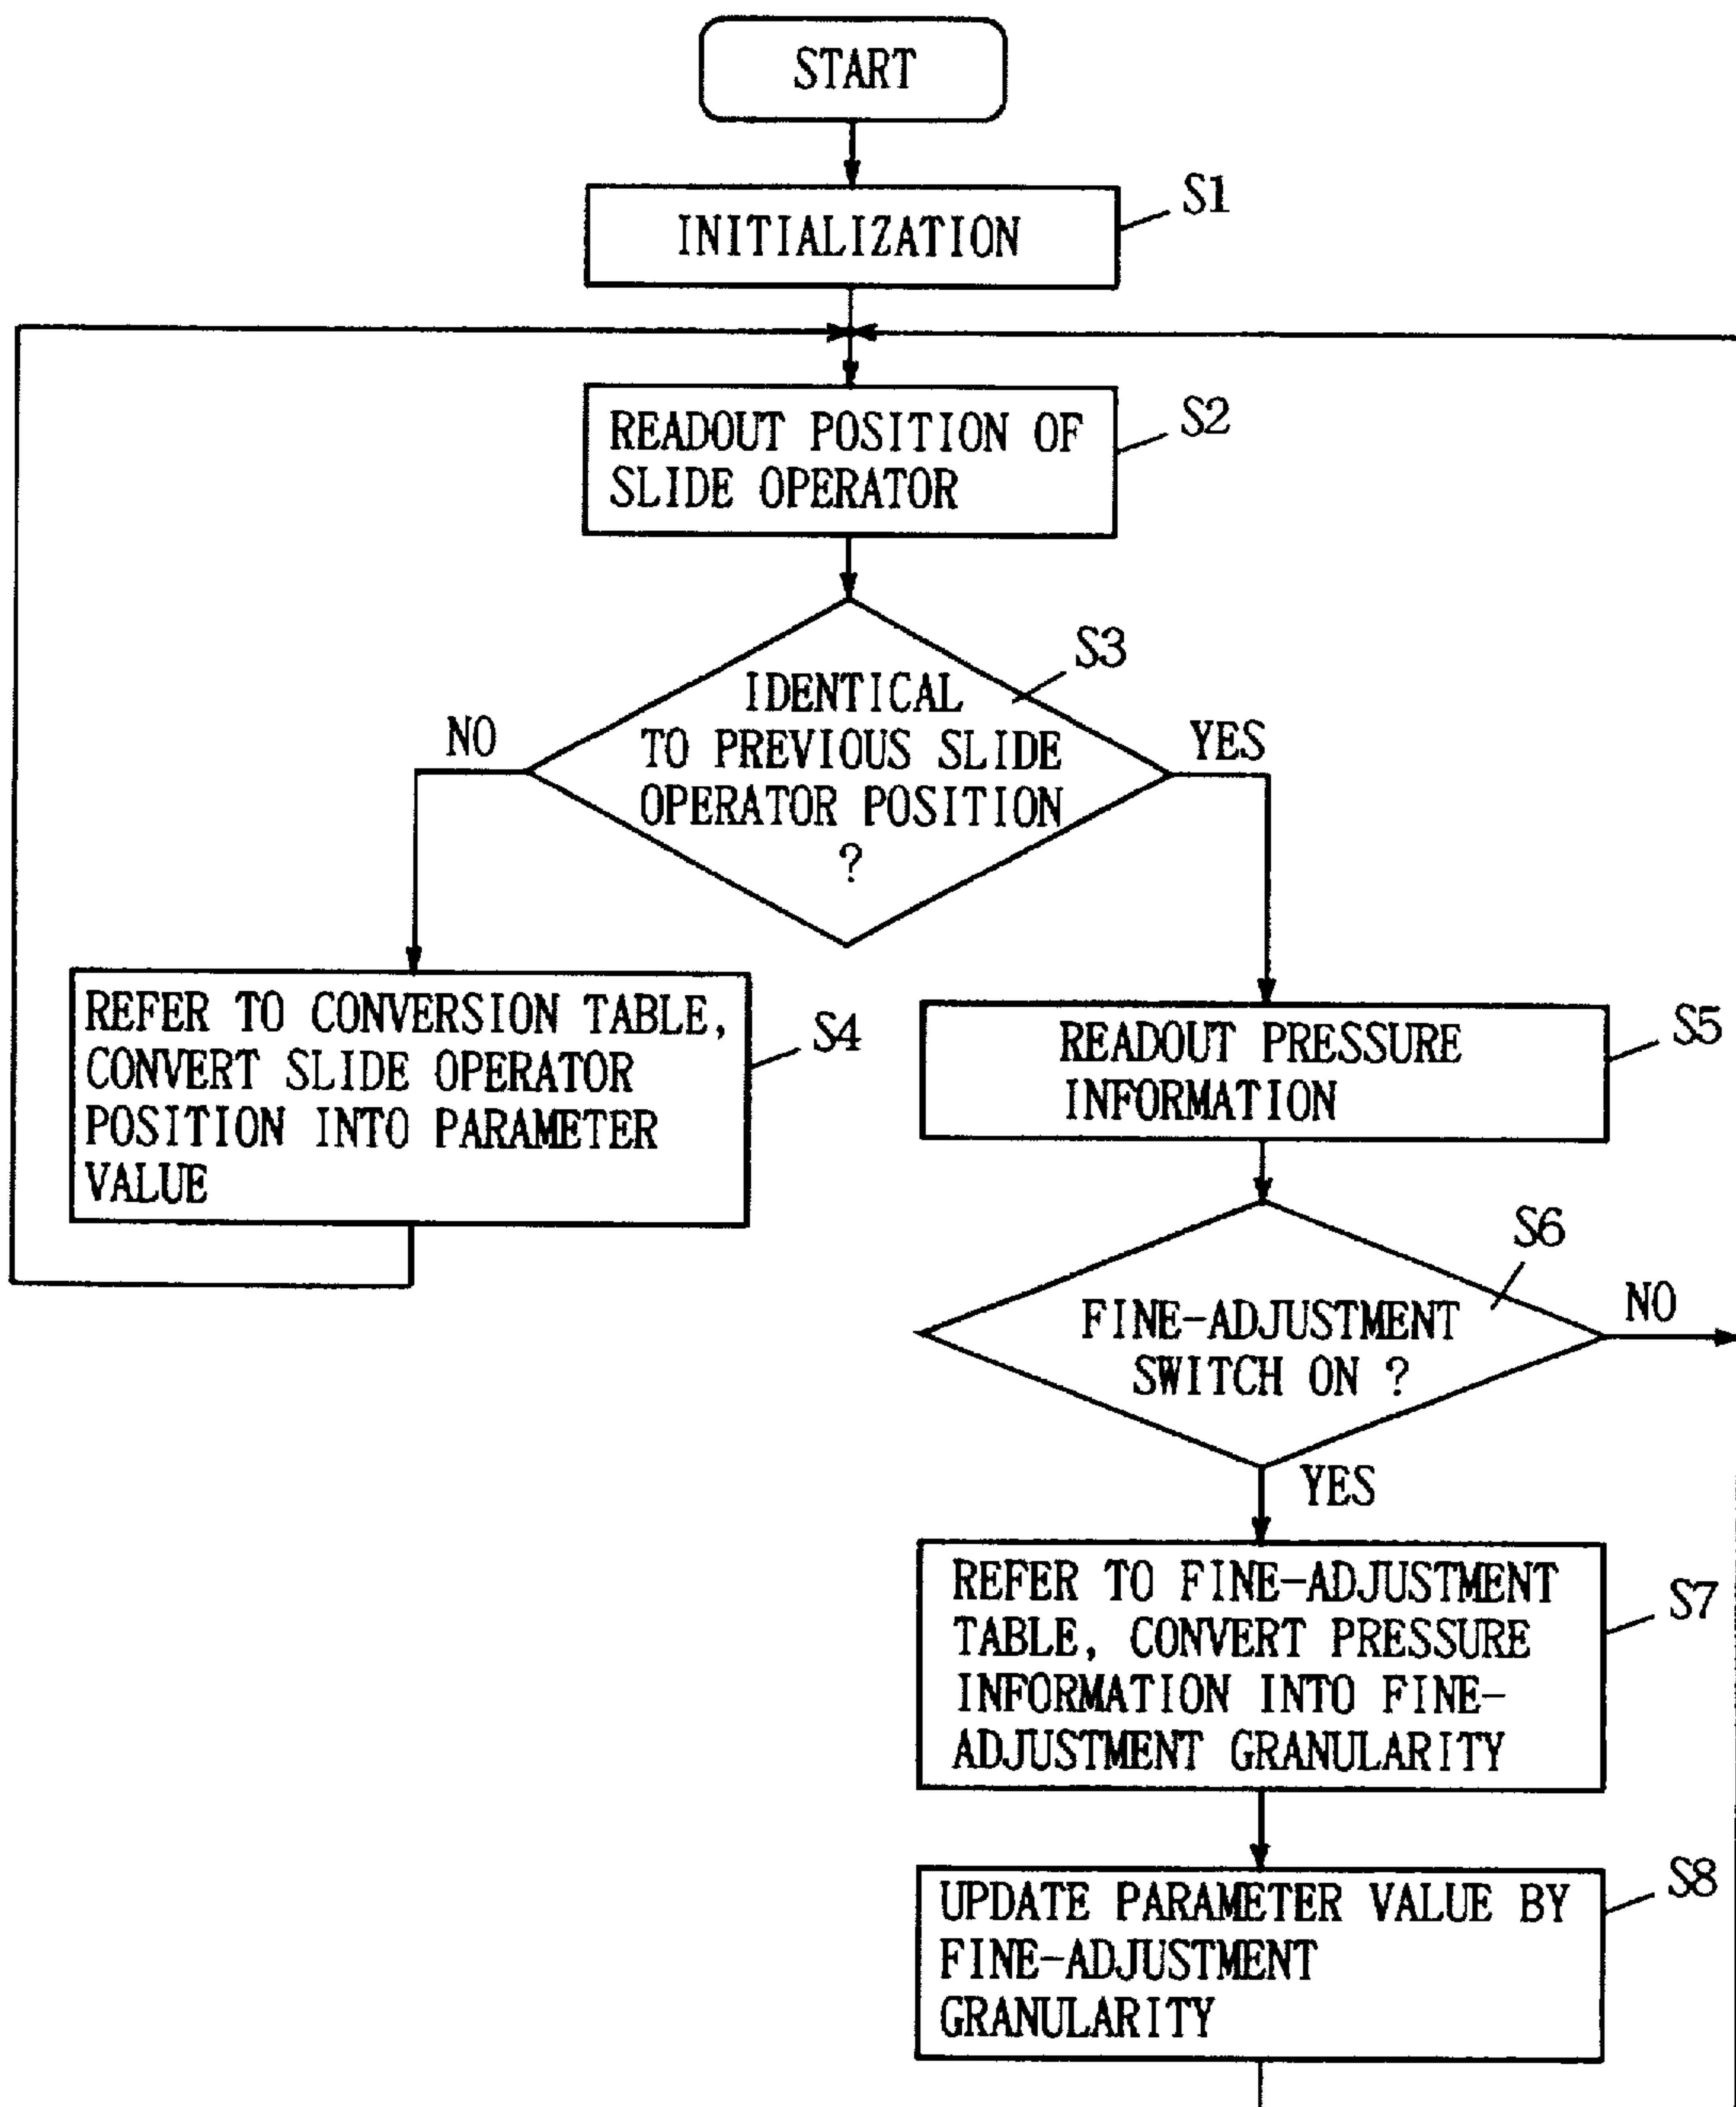 START
INITIALIZATION
S1
READOUT POSITION OF
SLIDE OPERATOR
S2
IDENTICAL
TO PREVIOUS SLIDE
OPERATOR POSITION
?
S3
NO
YES
REFER TO CONVERSION TABLE,
CONVERT SLIDE OPERATOR
POSITION INTO PARAMETER
VALUE
S4
READOUT PRESSURE
INFORMATION
S5
FINE-ADJUSTMENT
SWITCH ON ?
S6
NO
YES
REFER TO FINE-ADJUSTMENT
TABLE, CONVERT PRESSURE
INFORMATION INTO FINE-
ADJUSTMENT GRANULARITY
S7
UPDATE PARAMETER VALUE BY
FINE-ADJUSTMENT
GRANULARITY
S8